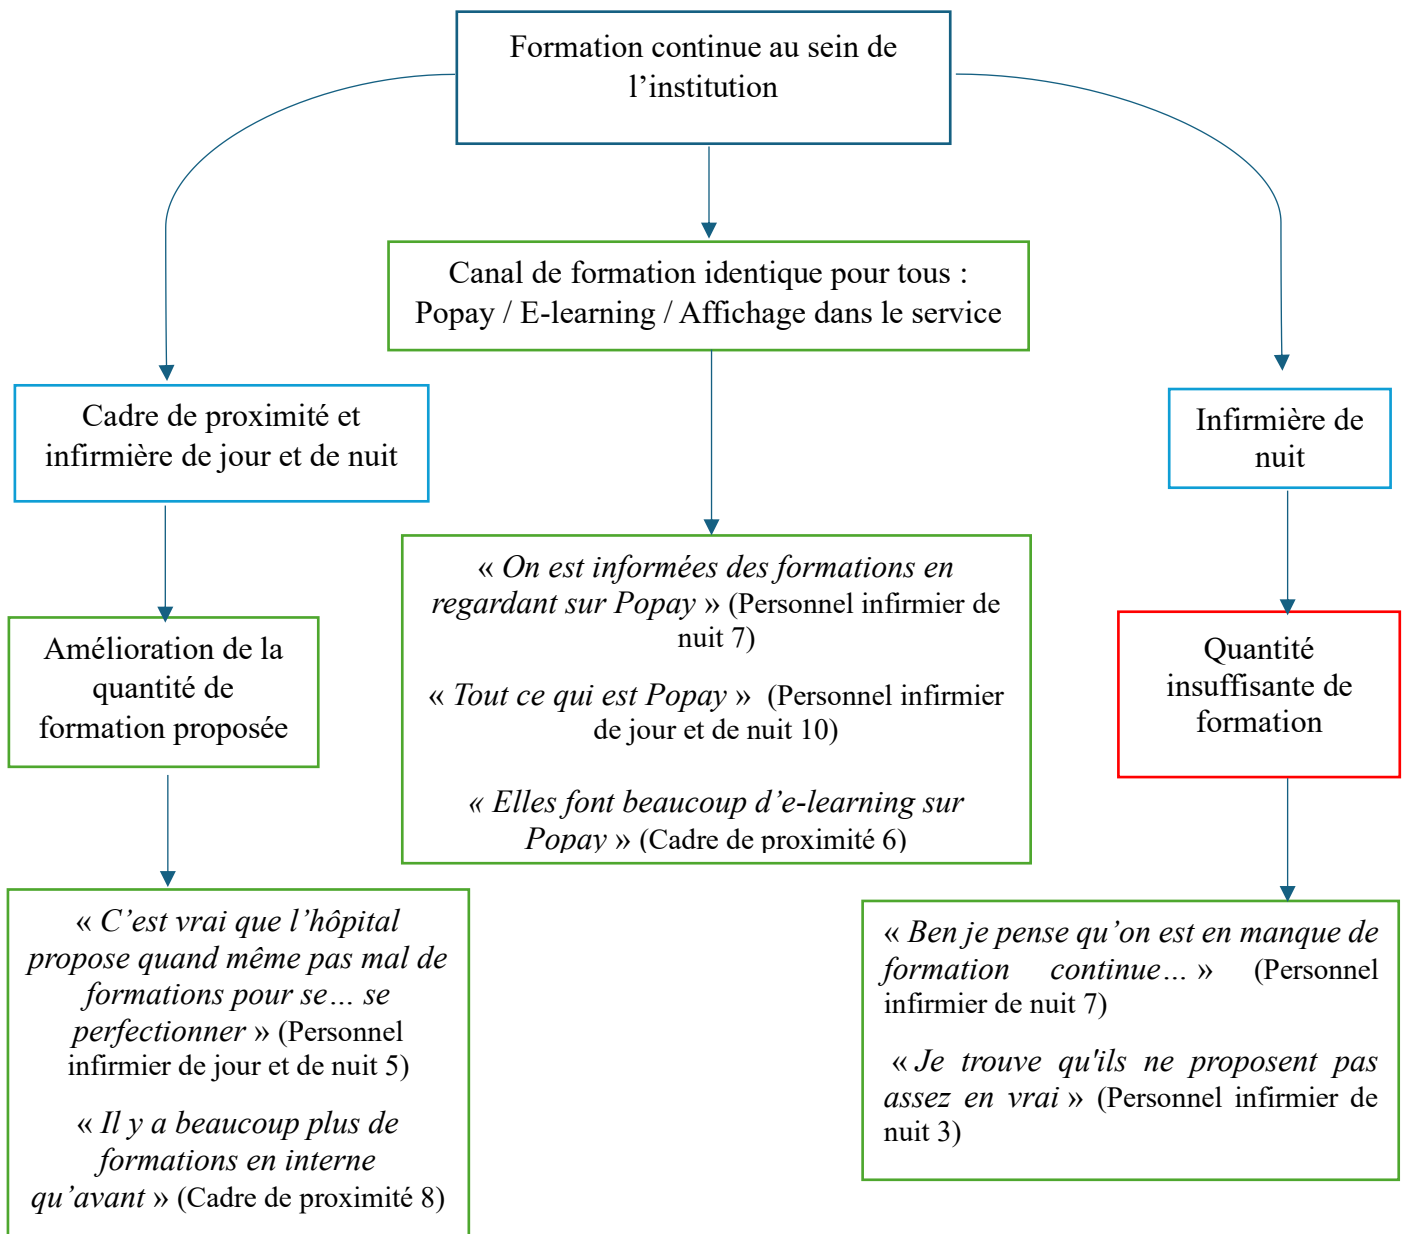 Formation continue au sein de
l’institution
Canal de formation identique pour tous :
Popay / E-learning / Affichage dans le service
Cadre de proximité et
infirmière de jour et de nuit
Infirmière de
nuit
« On est informées des formations en
regardant sur Popay » (Personnel infirmier de
nuit 7)
« Tout ce qui est Popay » (Personnel infirmier
de jour et de nuit 10)
« Elles font beaucoup d’e-learning sur
Popay » (Cadre de proximité 6)
Amélioration de la
quantité de
formation proposée
Quantité
insuffisante de
formation
« C’est vrai que l’hôpital
propose quand même pas mal de
formations pour se… se
perfectionner » (Personnel
infirmier de jour et de nuit 5)
« Il y a beaucoup plus de
formations en interne
qu’avant » (Cadre de proximité 8)
« Ben je pense qu’on est en manque de
formation continue… » (Personnel
infirmier de nuit 7)
« Je trouve qu'ils ne proposent pas
assez en vrai » (Personnel infirmier de
nuit 3)